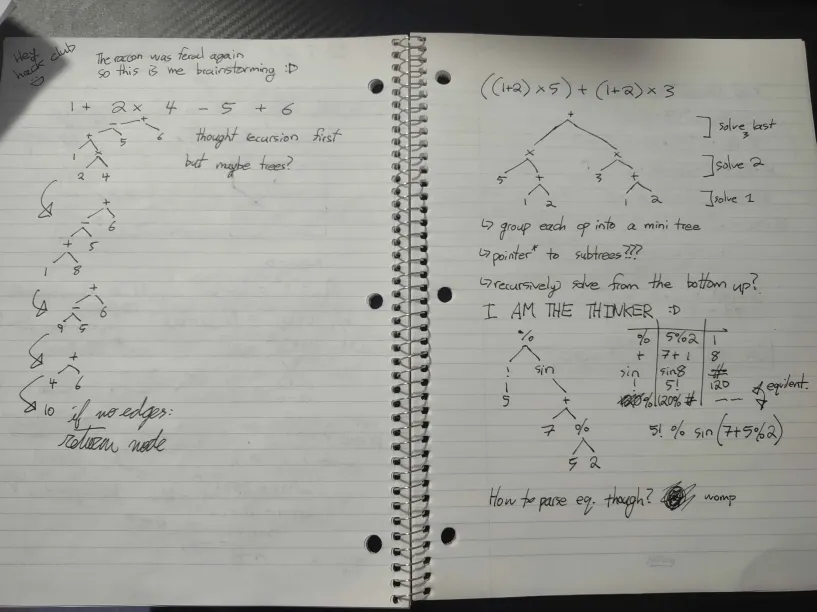 Hey
hack club
The racoon was feral again
so this is me brainstorming :D
1 + 2 × 4 - 5 + 6
+
- 6
+ 5
1 ×
2 4
thought recursion first
but maybe trees?
+
- 6
+ 5
1 8
+
- 6
9 5
+
4 6
10
if no edges:
return node
((1+2) × 5) + (1+2) × 3
+
× ×
5 + 3 +
1 2 1 2
] solve 3 last
] solve 2
] solve 1
↳ group each op into a mini tree
↳ pointer* to subtrees???
↳ recursively solve from the bottom up?
I AM THE THINKER :D
%
! sin
5 +
7 %
5 2
% 5%2 1
+ 7+1 8
sin sin8 #
! 5! 120
% 120% # --
equilent.
5! % sin(7+5%2)
How to parse eq. though? womp